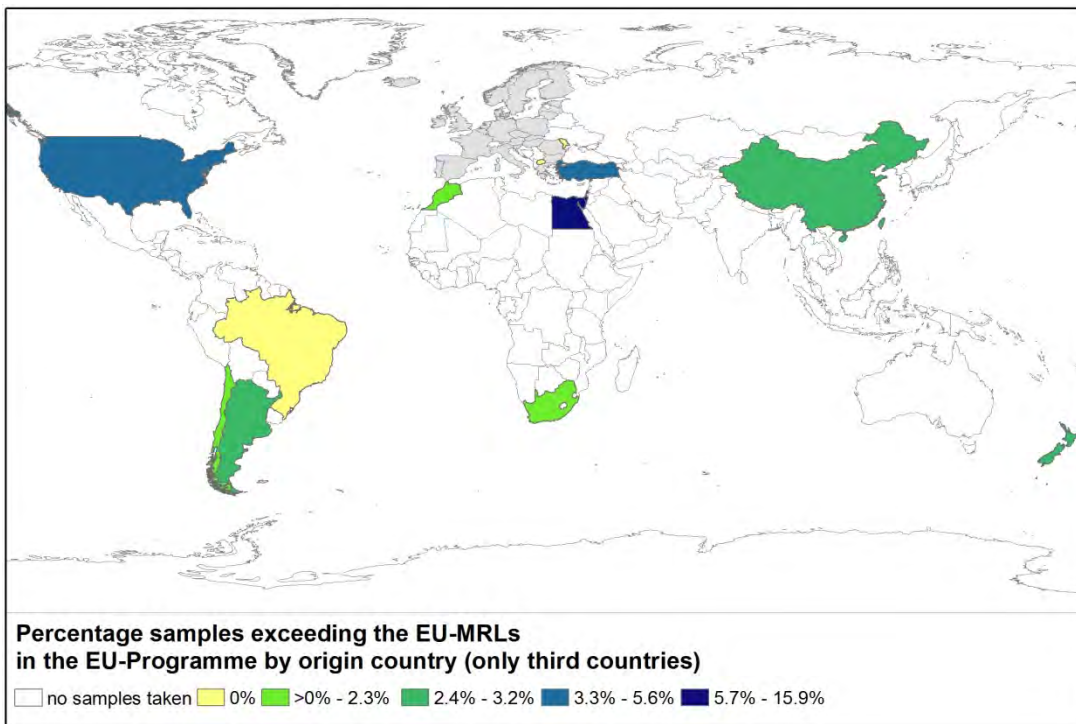 Percentage samples exceeding the EU-MRLs
in the EU-Programme by origin country (only third countries)
no samples taken 0% >0% - 2.3% 2.4% - 3.2% 3.3% - 5.6% 5.7% - 15.9%